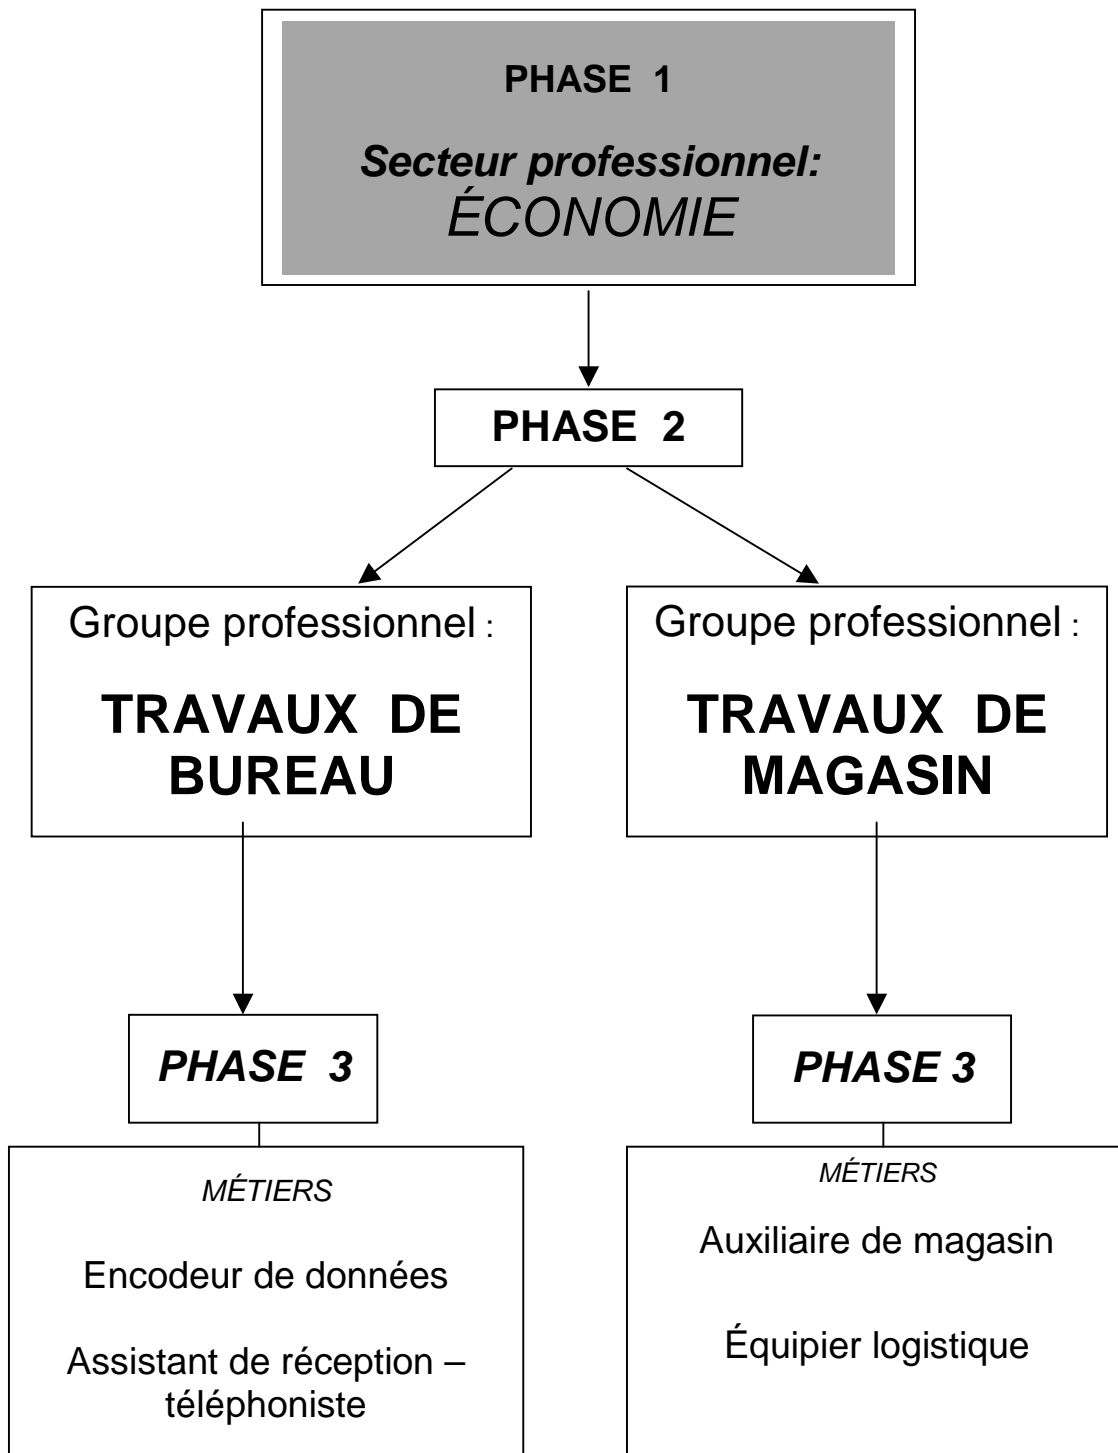 PHASE 1
Secteur professionnel:
ÉCONOMIE
PHASE 2
Groupe professionnel :
TRAVAUX DE
BUREAU
Groupe professionnel :
TRAVAUX DE
MAGASIN
PHASE 3
MÉTIERS
Encodeur de données
Assistant de réception –
téléphoniste
PHASE 3
MÉTIERS
Auxiliaire de magasin
Équipier logistique